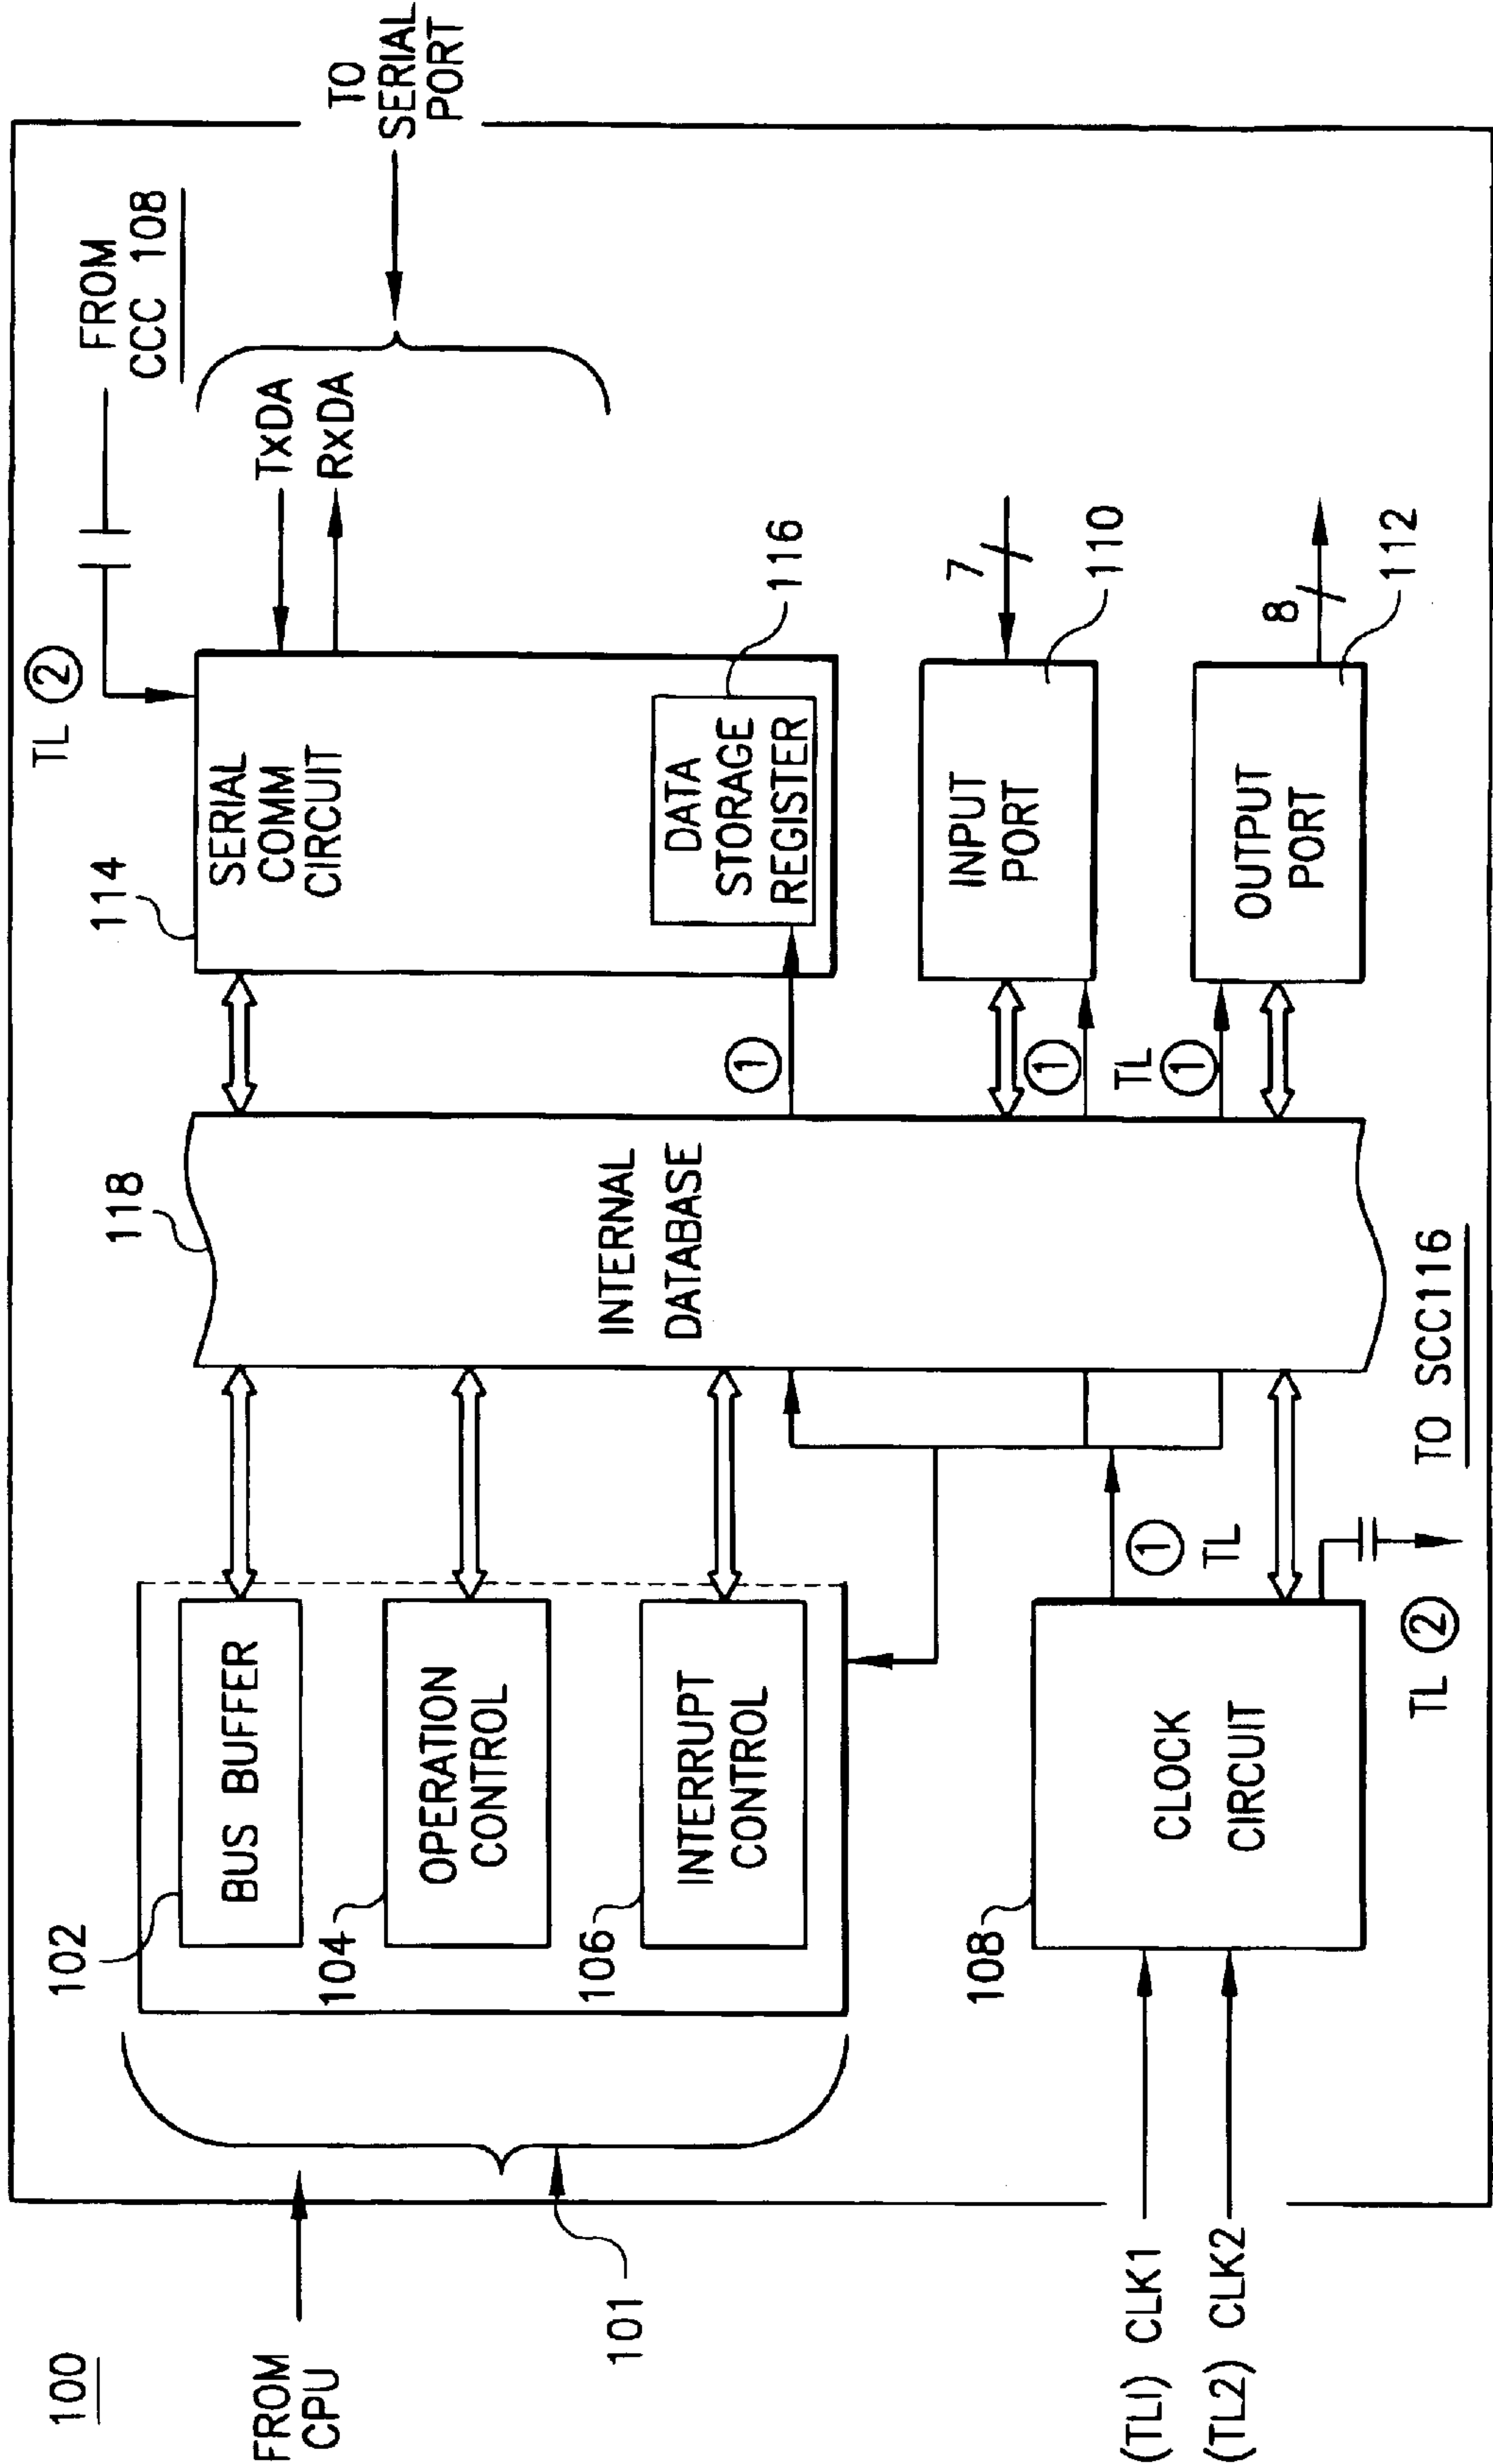 100
FROM
CPU
101
102
BUS BUFFER
104
OPERATION
CONTROL
106
INTERRUPT
CONTROL
108
CLOCK
CIRCUIT
(TLI) CLK1
(TL2) CLK2
1
TL
TL 2
TO SCC116
118
INTERNAL
DATABASE
1
1
TL
1
114
SERIAL
COMM
CIRCUIT
DATA
STORAGE
REGISTER
116
INPUT
PORT
110
7
OUTPUT
PORT
112
8
TL 2
FROM
CCC 108
TxDA
RxDA
TO
SERIAL
PORT